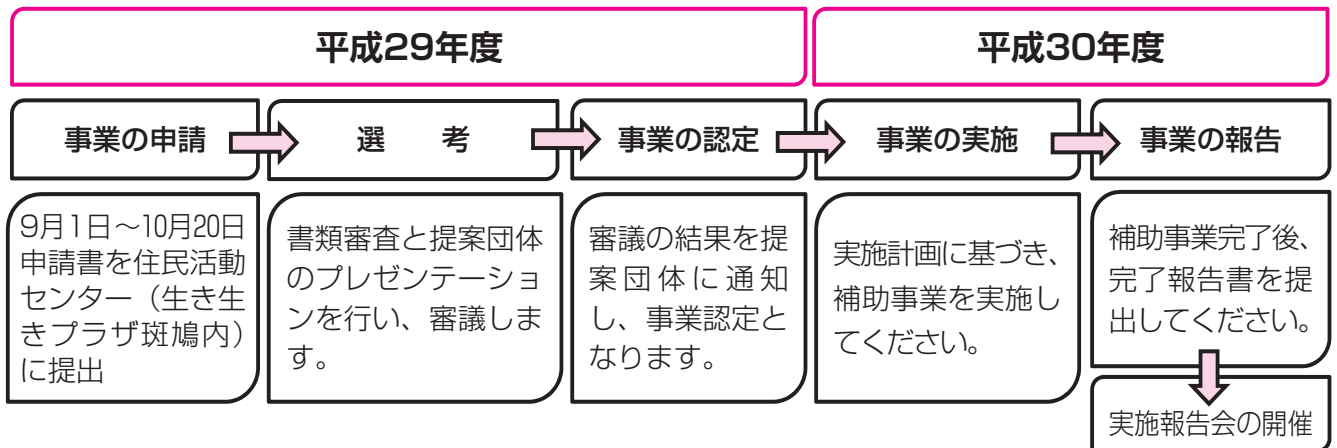 平成29年度
平成30年度
事業の申請
選　考
事業の認定
事業の実施
事業の報告
9月1日～10月20日
申請書を住民活動
センター（生き生
きプラザ斑鳩内）
に提出
書類審査と提案団体
のプレゼンテーショ
ンを行い、審議しま
す。
審議の結果を提
案団体に通知
し、事業認定と
なります。
実施計画に基づき、
補助事業を実施し
てください。
補助事業完了後、
完了報告書を提
出してください。
実施報告会の開催